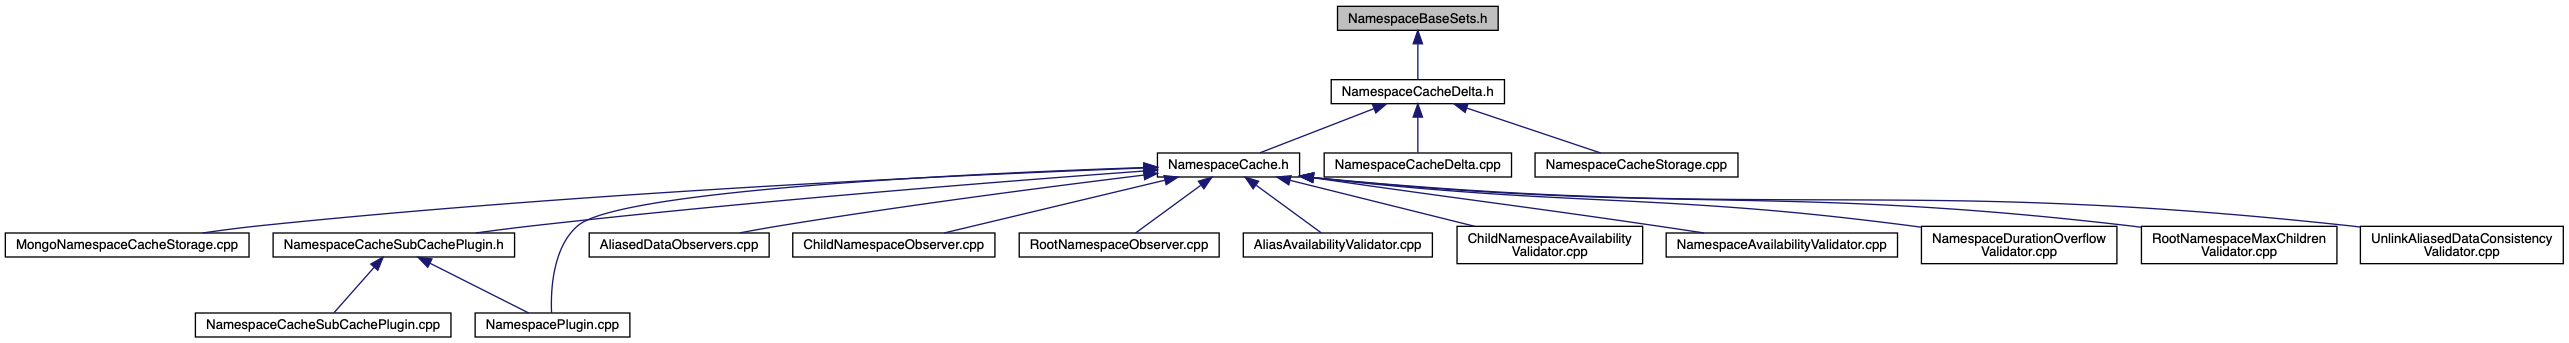 NamespaceBaseSets.h
NamespaceCacheDelta.h
NamespaceCache.h
NamespaceCacheDelta.cpp
NamespaceCacheStorage.cpp
MongoNamespaceCacheStorage.cpp
NamespaceCacheSubCachePlugin.h
AliasedDataObservers.cpp
ChildNamespaceObserver.cpp
RootNamespaceObserver.cpp
AliasAvailabilityValidator.cpp
ChildNamespaceAvailability
Validator.cpp
NamespaceAvailabilityValidator.cpp
NamespaceDurationOverflow
Validator.cpp
RootNamespaceMaxChildren
Validator.cpp
UnlinkAliasedDataConsistency
Validator.cpp
NamespaceCacheSubCachePlugin.cpp
NamespacePlugin.cpp